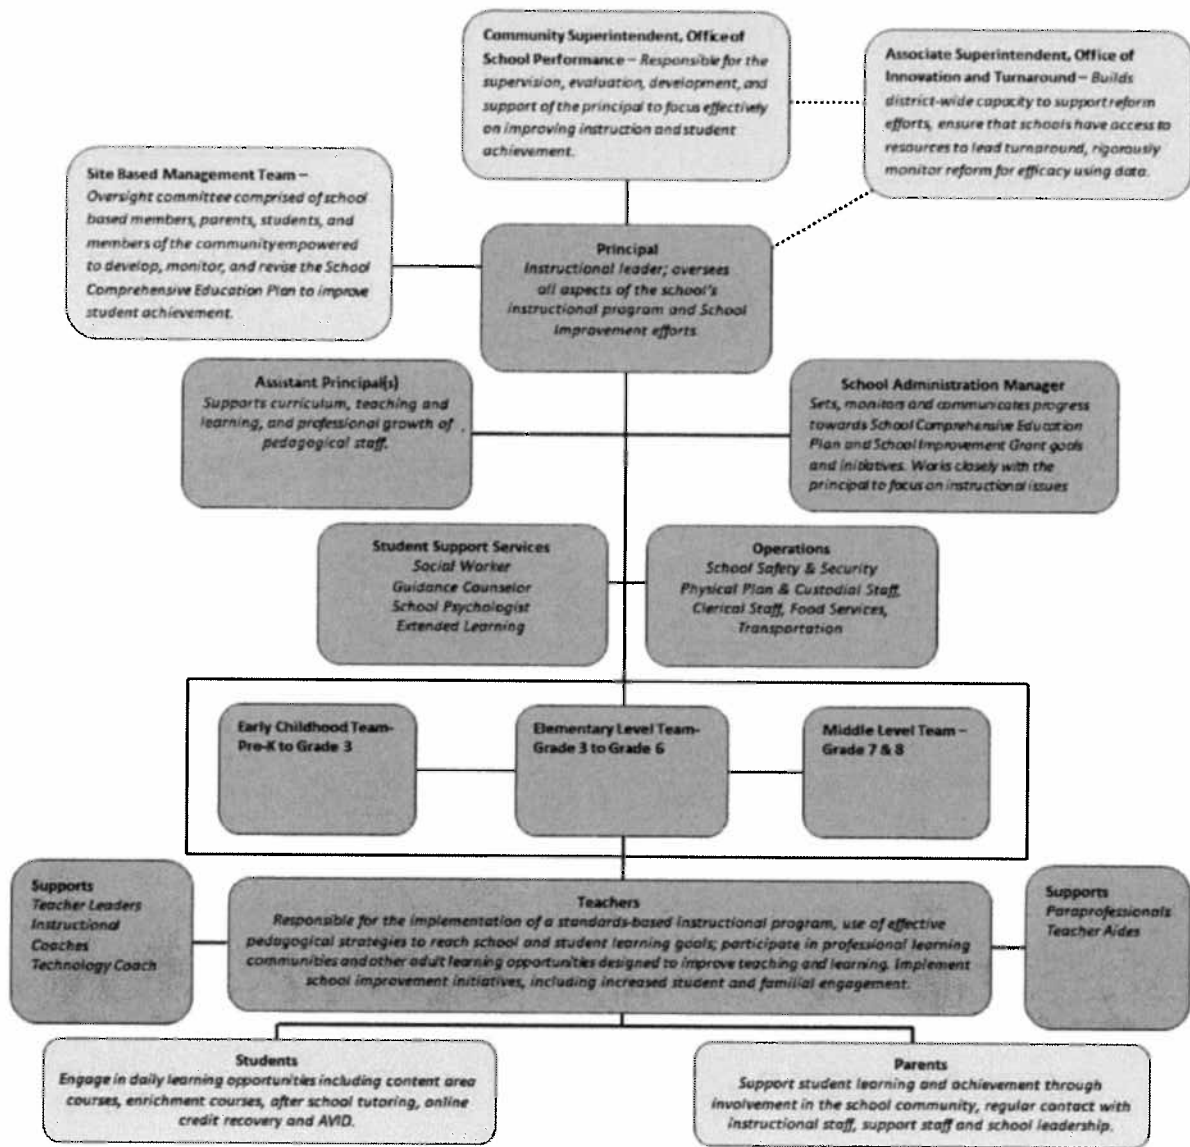 Community Superintendent, Office of
School Performance – Responsible for the
supervision, evaluation, development, and
support of the principal to focus effectively
on improving instruction and student
achievement.
Associate Superintendent, Office of
Innovation and Turnaround – Builds
district-wide capacity to support reform
efforts, ensure that schools have access to
resources to lead turnaround, rigorously
monitor reform for efficacy using data.
Site Based Management Team –
Oversight committee comprised of school
based members, parents, students, and
members of the community empowered
to develop, monitor, and revise the School
Comprehensive Education Plan to improve
student achievement.
Principal
Instructional leader; oversees
all aspects of the school's
instructional program and School
Improvement efforts
Assistant Principal(s)
Supports curriculum, teaching and
learning, and professional growth of
pedagogical staff.
School Administration Manager
Sets, monitors and communicates progress
towards School Comprehensive Education
Plan and School Improvement Grant goals
and initiatives. Works closely with the
principal to focus on instructional issues
Student Support Services
Social Worker
Guidance Counselor
School Psychologist
Extended Learning
Operations
School Safety & Security
Physical Plan & Custodial Staff,
Clerical Staff, Food Services,
Transportation
Early Childhood Team-
Pre-K to Grade 3
Elementary Level Team-
Grade 3 to Grade 6
Middle Level Team –
Grade 7 & 8
Supports
Teacher Leaders
Instructional
Coaches
Technology Coach
Teachers
Responsible for the implementation of a standards-based instructional program, use of effective
pedagogical strategies to reach school and student learning goals; participate in professional learning
communities and other adult learning opportunities designed to improve teaching and learning. Implement
school improvement initiatives, including increased student and familial engagement.
Supports
Paraprofessionals
Teacher Aides
Students
Engage in daily learning opportunities including content area
courses, enrichment courses, after school tutoring, online
credit recovery and AVID.
Parents
Support student learning and achievement through
involvement in the school community, regular contact with
instructional staff, support staff and school leadership.